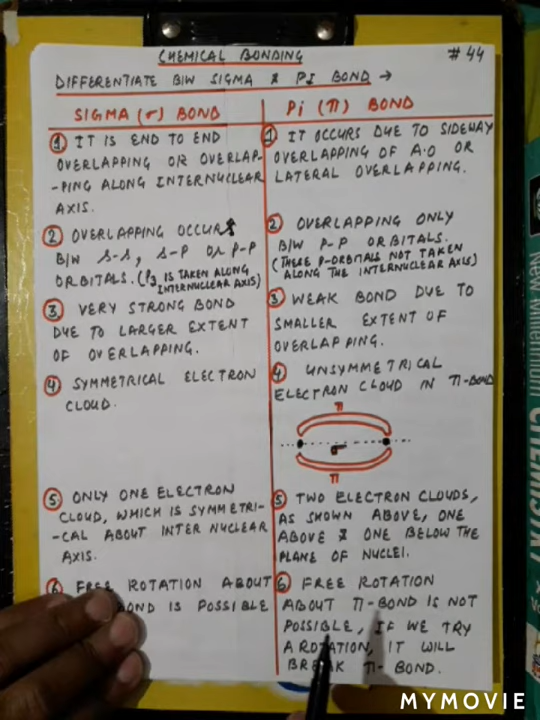 CHEMICAL BONDING
#44
DIFFERENTIATE B/W SIGMA & PI BOND →
SIGMA (σ) BOND
① IT IS END TO END
OVERLAPPING OR OVERLAP-
-PING ALONG INTERNUCLEAR
AXIS.
② OVERLAPPING OCCURS
B/W s-s, s-p or p-p
ORBITALS. (P₃ IS TAKEN ALONG
INTERNUCLEAR AXIS)
③ VERY STRONG BOND
DUE TO LARGER EXTENT
OF OVERLAPPING.
④ SYMMETRICAL ELECTRON
CLOUD.
⑤ ONLY ONE ELECTRON
CLOUD, WHICH IS SYMMETRI-
-CAL ABOUT INTER NUCLEAR
AXIS.
⑥ FREE ROTATION ABOUT
BOND IS POSSIBLE
Pi (π) BOND
① IT OCCURS DUE TO SIDEWAY
OVERLAPPING OF A.O OR
LATERAL OVERLAPPING.
② OVERLAPPING ONLY
B/W P-P ORBITALS.
(THESE P-ORBITALS NOT TAKEN
ALONG THE INTERNUCLEAR AXIS)
③ WEAK BOND DUE TO
SMALLER EXTENT OF
OVERLAPPING.
④ UNSYMMETRICAL
ELECTRON CLOUD IN π-BOND
π
σ
π
⑤ TWO ELECTRON CLOUDS,
AS SHOWN ABOVE, ONE
ABOVE & ONE BELOW THE
PLANE OF NUCLEI.
⑥ FREE ROTATION
ABOUT π-BOND IS NOT
POSSIBLE, IF WE TRY
A ROTATION, IT WILL
BREAK π-BOND.
New millennium
CHEMISTRY
MYMOVIE